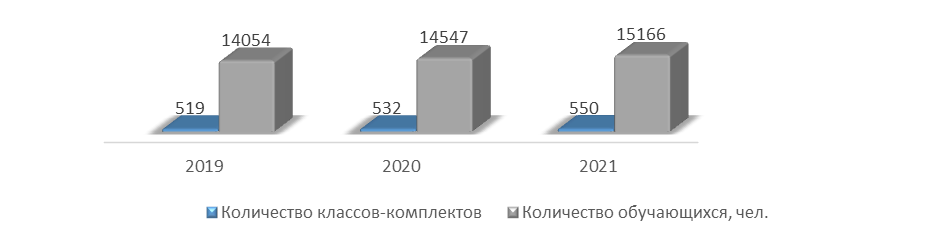 14054 14547 15166
519 532 550
2019 2020 2021
Количество классов-комплектов Количество обучающихся, чел.